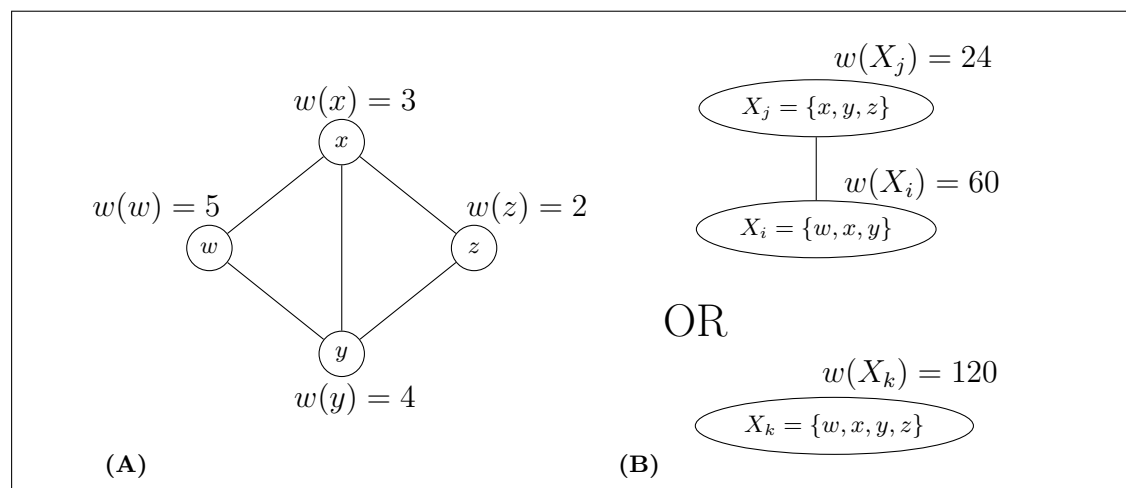 w(x) = 3
x
w(w) = 5
w(z) = 2
w
z
y
w(y) = 4
(A)
w(X_j) = 24
X_j = {x, y, z}
w(X_i) = 60
X_i = {w, x, y}
OR
w(X_k) = 120
X_k = {w, x, y, z}
(B)